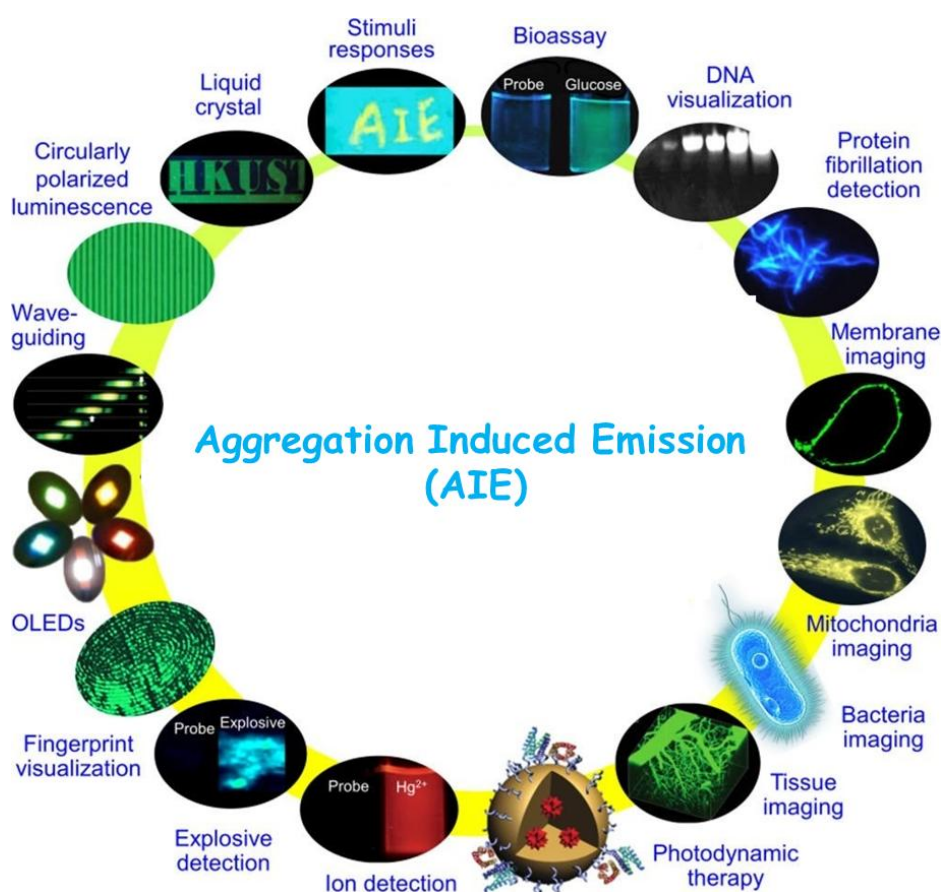 Stimuli
responses
Bioassay
Probe Glucose
DNA
visualization
Protein
fibrillation
detection
Membrane
imaging
Mitochondria
imaging
Bacteria
imaging
Tissue
imaging
Photodynamic
therapy
Ion detection
Probe Hg²⁺
Explosive
detection
Probe Explosive
Fingerprint
visualization
OLEDs
Wave-
guiding
Circularly
polarized
luminescence
Liquid
crystal
HKUST
AIE
Aggregation Induced Emission
(AIE)